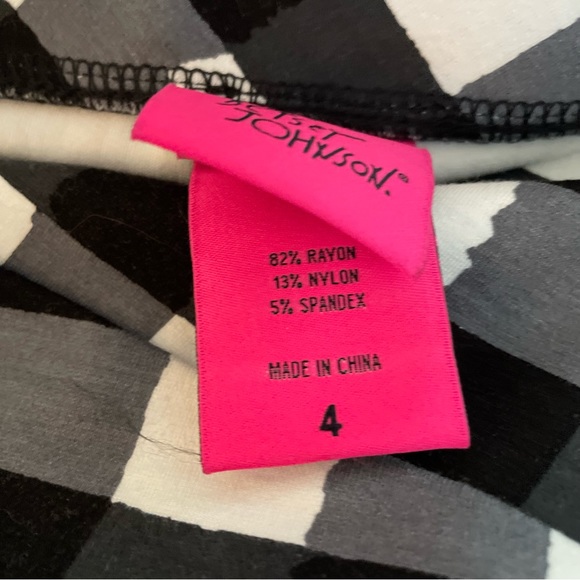 JOHNSON.®
82% RAYON
13% NYLON
5% SPANDEX
MADE IN CHINA
4